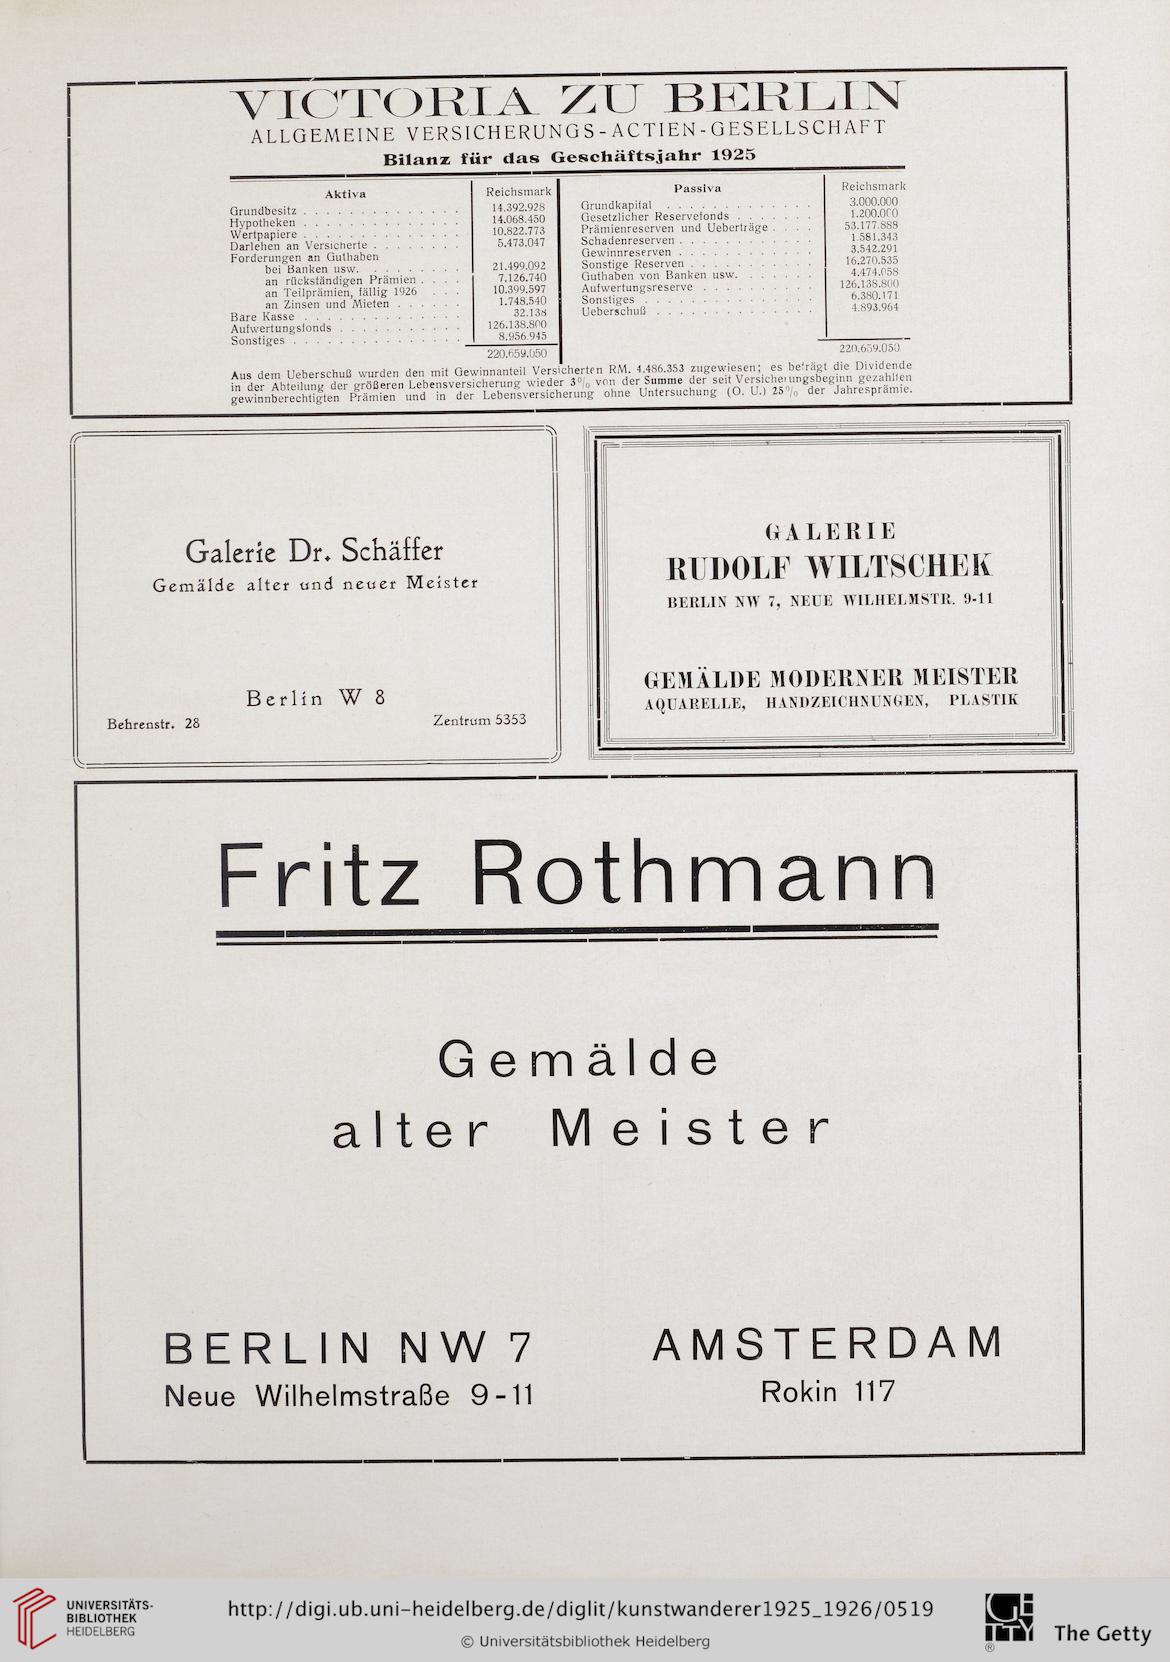 VICTORIA ZU BERLIN
ALLGEMEINE VERSICHERUNGS-ACTIEN-GESELLSCHAFT
Bilanz für das Geschäftsjahr 1925
Aktiva Reichsmark
Grundbesitz . . . . . . . . . . . . . . 14.392.928
Hypotheken . . . . . . . . . . . . . . 14.068.450
Wertpapiere . . . . . . . . . . . . . . 10.822.773
Darlehen an Versicherte . . . . . . . . 5.473.047
Forderungen an Guthaben
bei Banken usw. . . . . . . . . 21.499.092
an rückständigen Prämien . . . . 7.126.740
an Teilprämien, fällig 1926 . . . 10.399.597
an Zinsen und Mieten . . . . . . 1.748.540
Bare Kasse . . . . . . . . . . . . . . 32.138
Aufwertungsfonds . . . . . . . . . . . 126.138.800
Sonstiges . . . . . . . . . . . . . . . 8.956.945
220.659.050
Passiva Reichsmark
Grundkapital . . . . . . . . . . . . . 3.000.000
Gesetzlicher Reservefonds . . . . . . . 1.200.000
Prämienreserven und Ueberträge . . . . 53.177.888
Schadenreserven . . . . . . . . . . . . 1.581.343
Gewinnreserven . . . . . . . . . . . . 3.542.291
Sonstige Reserven . . . . . . . . . . . 16.270.535
Guthaben von Banken usw. . . . . . . 4.474.058
Aufwertungsreserve . . . . . . . . . . 126.138.800
Sonstiges . . . . . . . . . . . . . . . 6.380.171
Ueberschuß . . . . . . . . . . . . . . 4.893.964
220.659.050
Aus dem Ueberschuß wurden den mit Gewinnanteil Versicherten RM. 4.486.353 zugewiesen; es beträgt die Dividende
in der Abteilung der größeren Lebensversicherung wieder 3% von der Summe der seit Versicherungsbeginn gezahlten
gewinnberechtigten Prämien und in der Lebensversicherung ohne Untersuchung (O. U.) 25% der Jahresprämie.
Galerie Dr. Schäffer
Gemälde alter und neuer Meister
Berlin W 8
Behrenstr. 28 Zentrum 5353
GALERIE
RUDOLF WILTSCHEK
BERLIN NW 7, NEUE WILHELMSTR. 9-11
GEMÄLDE MODERNER MEISTER
AQUARELLE, HANDZEICHNUNGEN, PLASTIK
Fritz Rothmann
Gemälde
alter Meister
BERLIN NW 7
Neue Wilhelmstraße 9-11
AMSTERDAM
Rokin 117
UNIVERSITÄTS-
BIBLIOTHEK
HEIDELBERG
http://digi.ub.uni-heidelberg.de/diglit/kunstwanderer1925_1926/0519
© Universitätsbibliothek Heidelberg
GETTY
®
The Getty